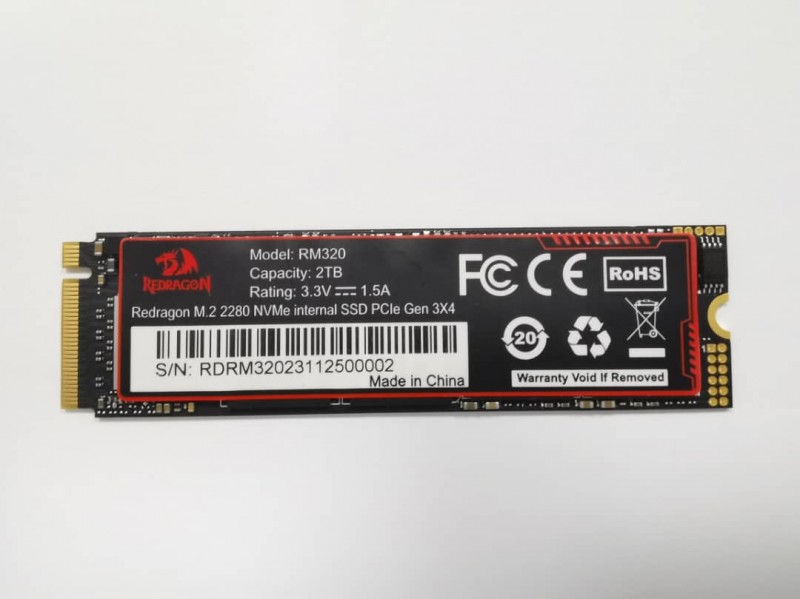 REDRAGON
Model: RM320
Capacity: 2TB
Rating: 3.3V⎓1.5A
Redragon M.2 2280 NVMe internal SSD PCIe Gen 3X4
S/N: RDRM32023112500002
Made in China
FC CE RoHS
20
Warranty Void If Removed